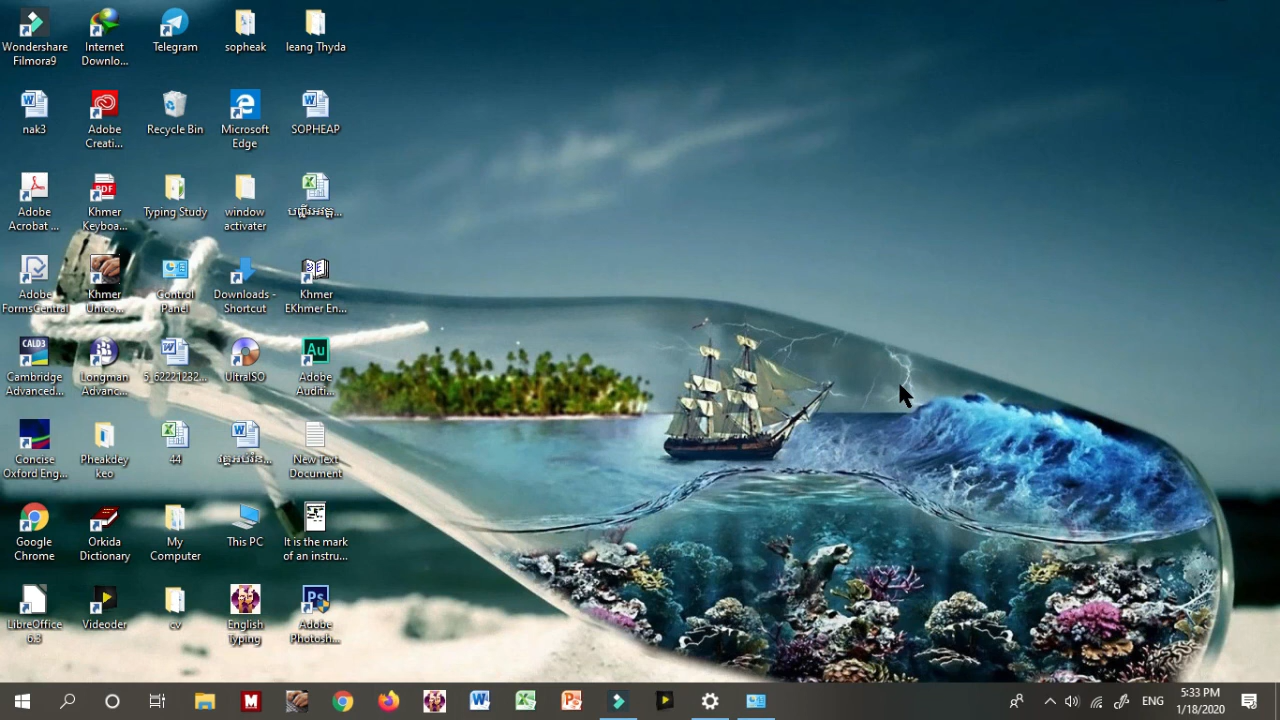 Wondershare
Filmora9
Internet
Downlo...
Telegram
sopheak
leang Thyda
nak3
Adobe
Creati...
Recycle Bin
Microsoft
Edge
SOPHEAP
Adobe
Acrobat ...
Khmer
Keyboa...
Typing Study
window
activater
Adobe
FormsCentral
Khmer
Unico...
Control
Panel
Downloads -
Shortcut
Khmer
EKhmer En...
CALD3
Cambridge
Advanced...
Longman
Advanc...
5_62221232...
UltraISO
Au
Adobe
Auditi...
Concise
Oxford Eng...
Pheakdey
keo
44
New Text
Document
Google
Chrome
Orkida
Dictionary
My
Computer
This PC
It is the mark
of an instru...
LibreOffice
6.3
Videoder
cv
English
Typing
Ps
Adobe
Photosh...
ENG
5:33 PM
1/18/2020